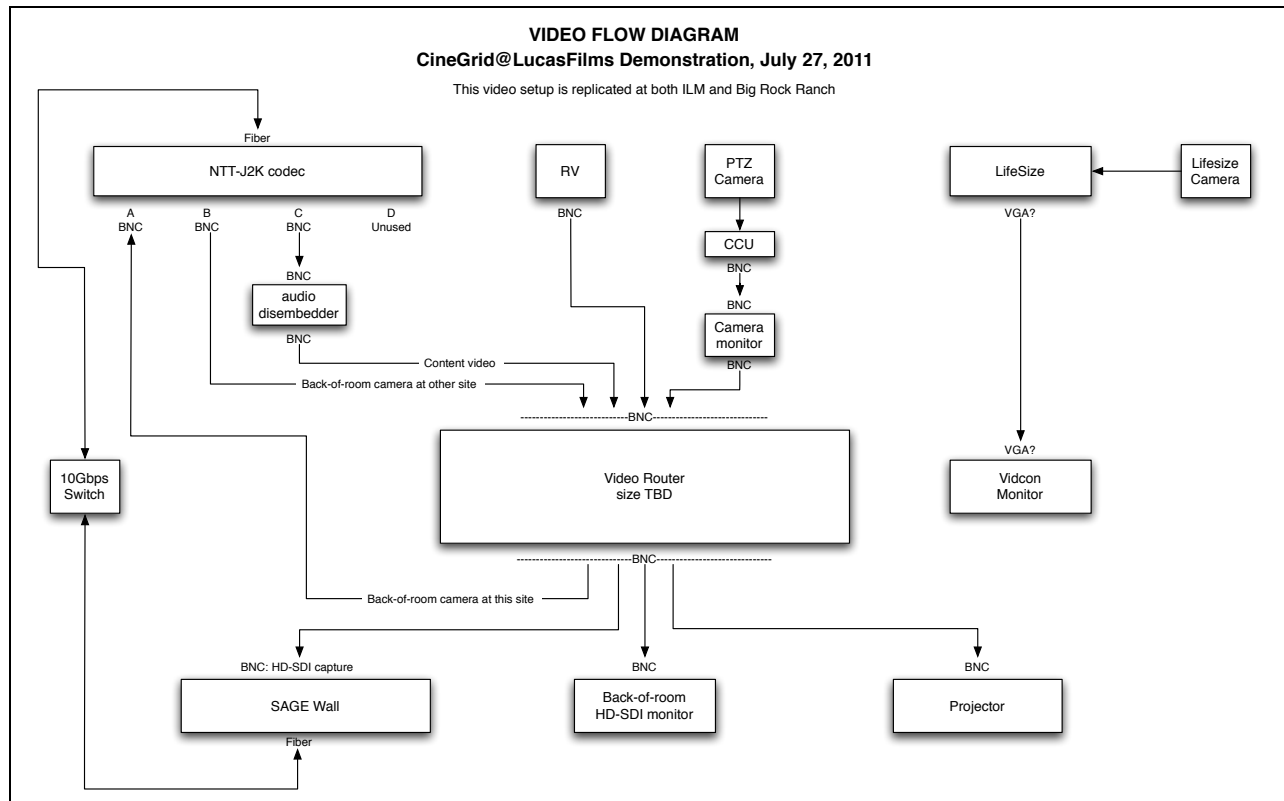 VIDEO FLOW DIAGRAM
CineGrid@LucasFilms Demonstration, July 27, 2011
This video setup is replicated at both ILM and Big Rock Ranch
Fiber
NTT-J2K codec
A
BNC
B
BNC
C
BNC
D
Unused
BNC
audio
disembedder
BNC
Content video
Back-of-room camera at other site
RV
BNC
PTZ
Camera
CCU
BNC
BNC
Camera
monitor
BNC
LifeSize
Lifesize
Camera
VGA?
VGA?
Vidcon
Monitor
10Gbps
Switch
---------------------------BNC-----------------------------
Video Router
size TBD
----------------------------BNC-----------------------------
Back-of-room camera at this site
BNC: HD-SDI capture
SAGE Wall
Fiber
BNC
Back-of-room
HD-SDI monitor
BNC
Projector